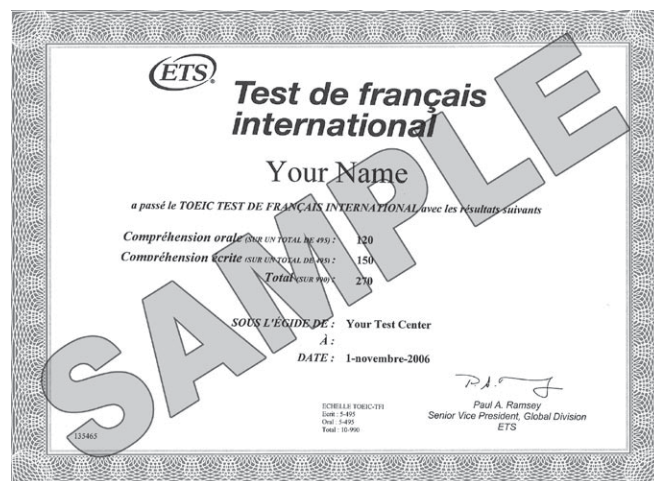 ETS
Test de français
international
Your Name
a passé le TOEIC TEST DE FRANÇAIS INTERNATIONAL avec les résultats suivants
Compréhension orale (SUR UN TOTAL DE 495) : 120
Compréhension écrite (SUR UN TOTAL DE 495) : 150
Total (SUR 990) : 270
SAMPLE
SOUS L'ÉGIDE DE : Your Test Center
À :
DATE : 1-novembre-2006
ECHELLE TOEIC-TFI
Ecrit : 5-495
Oral : 5-495
Total : 10-990
Paul A. Ramsey
Senior Vice President, Global Division
ETS
135465